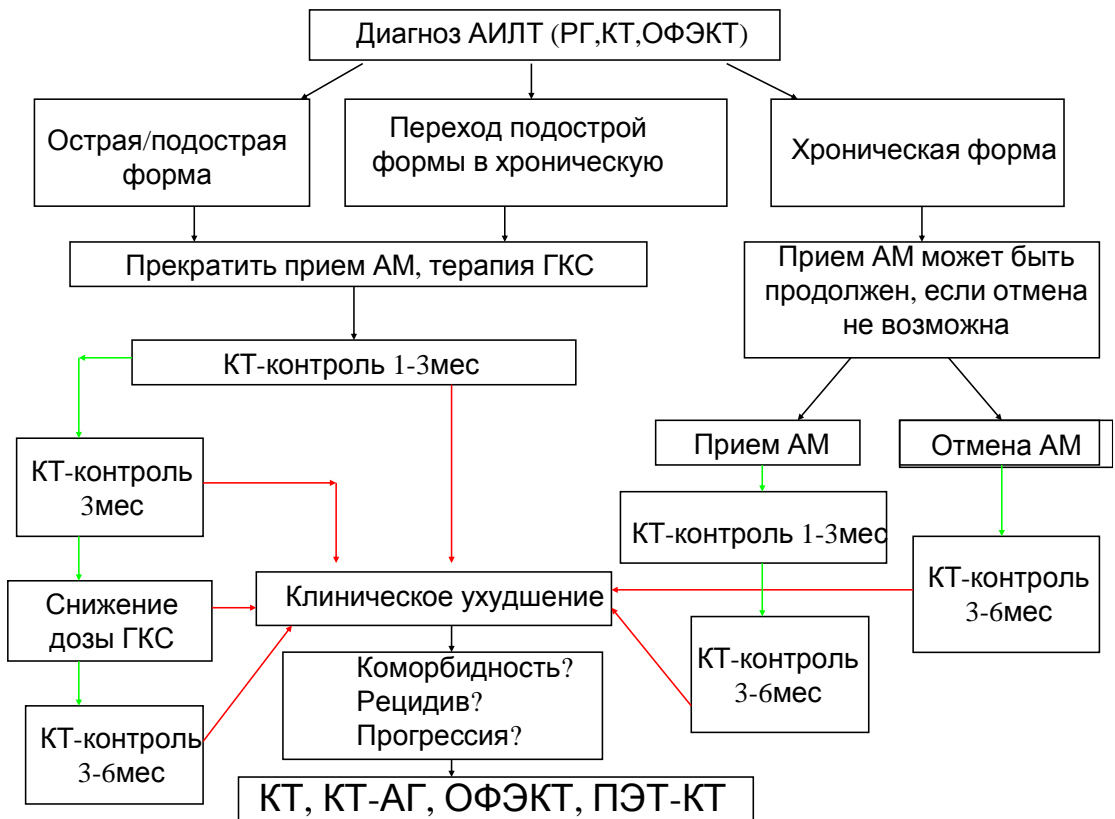 Диагноз АИЛТ (РГ,КТ,ОФЭКТ)
Острая/подострая
форма
Переход подострой
формы в хроническую
Хроническая форма
Прекратить прием АМ, терапия ГКС
Прием АМ может быть
продолжен, если отмена
не возможна
КТ-контроль 1-3мес
Прием АМ
Отмена АМ
КТ-контроль
3мес
КТ-контроль 1-3мес
КТ-контроль
3-6мес
Снижение
дозы ГКС
Клиническое ухудшение
КТ-контроль
3-6мес
КТ-контроль
3-6мес
Коморбидность?
Рецидив?
Прогрессия?
КТ, КТ-АГ, ОФЭКТ, ПЭТ-КТ